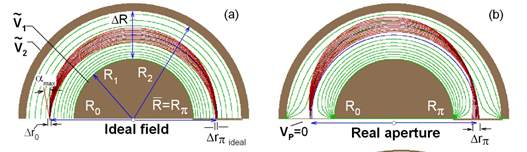 Ṽ₁
Ṽ₂
ΔR
(a)
R₁
R₂
αmax
R₀
R̄=Rπ
Δr₀
Ideal field
Δrπ ideal
(b)
R₀
Rπ
Vₚ=0
Real aperture
Δrπ